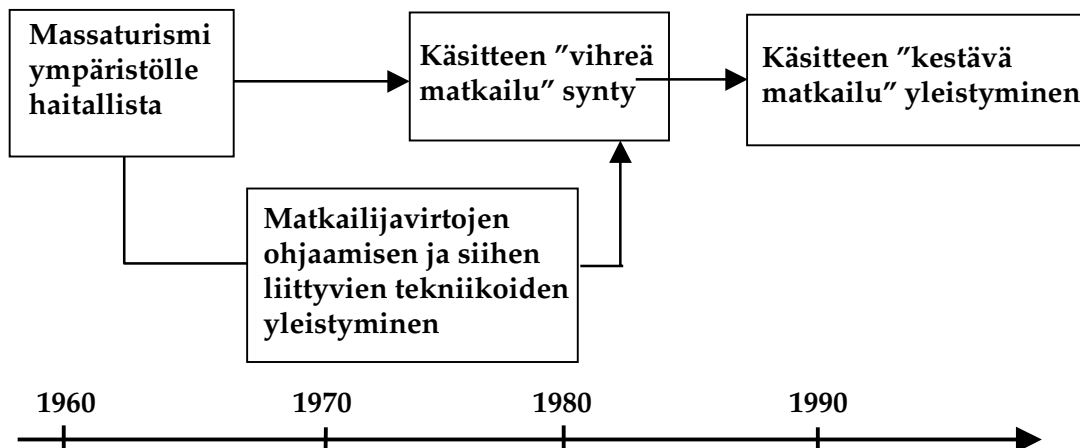 Massaturismi
ympäristölle
haitallista
Käsitteen ”vihreä
matkailu” synty
Käsitteen ”kestävä
matkailu” yleistyminen
Matkailijavirtojen
ohjaamisen ja siihen
liittyvien tekniikoiden
yleistyminen
1960
1970
1980
1990